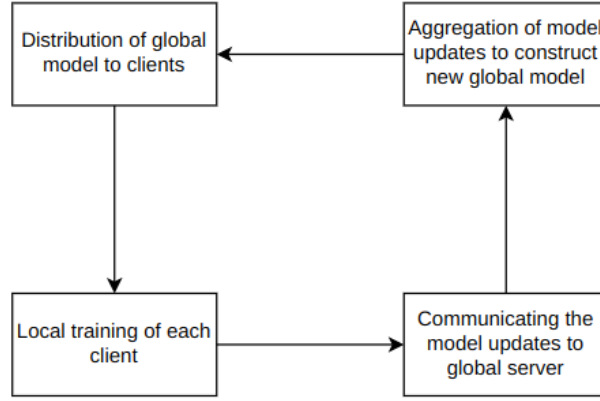 Distribution of global
model to clients
Aggregation of model
updates to construct
new global model
Local training of each
client
Communicating the
model updates to
global server